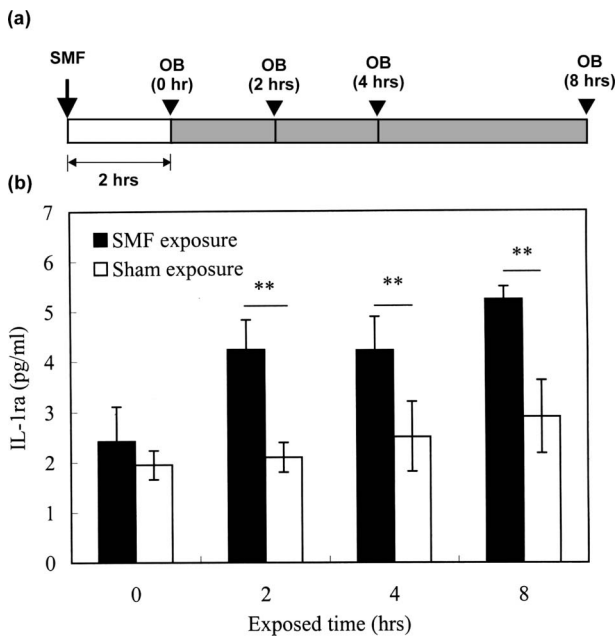 (a)
SMF
OB
(0 hr)
OB
(2 hrs)
OB
(4 hrs)
OB
(8 hrs)
2 hrs
(b)
7
6
5
4
3
2
1
0
IL-1ra (pg/ml)
SMF exposure
Sham exposure
**
**
**
0
2
4
8
Exposed time (hrs)